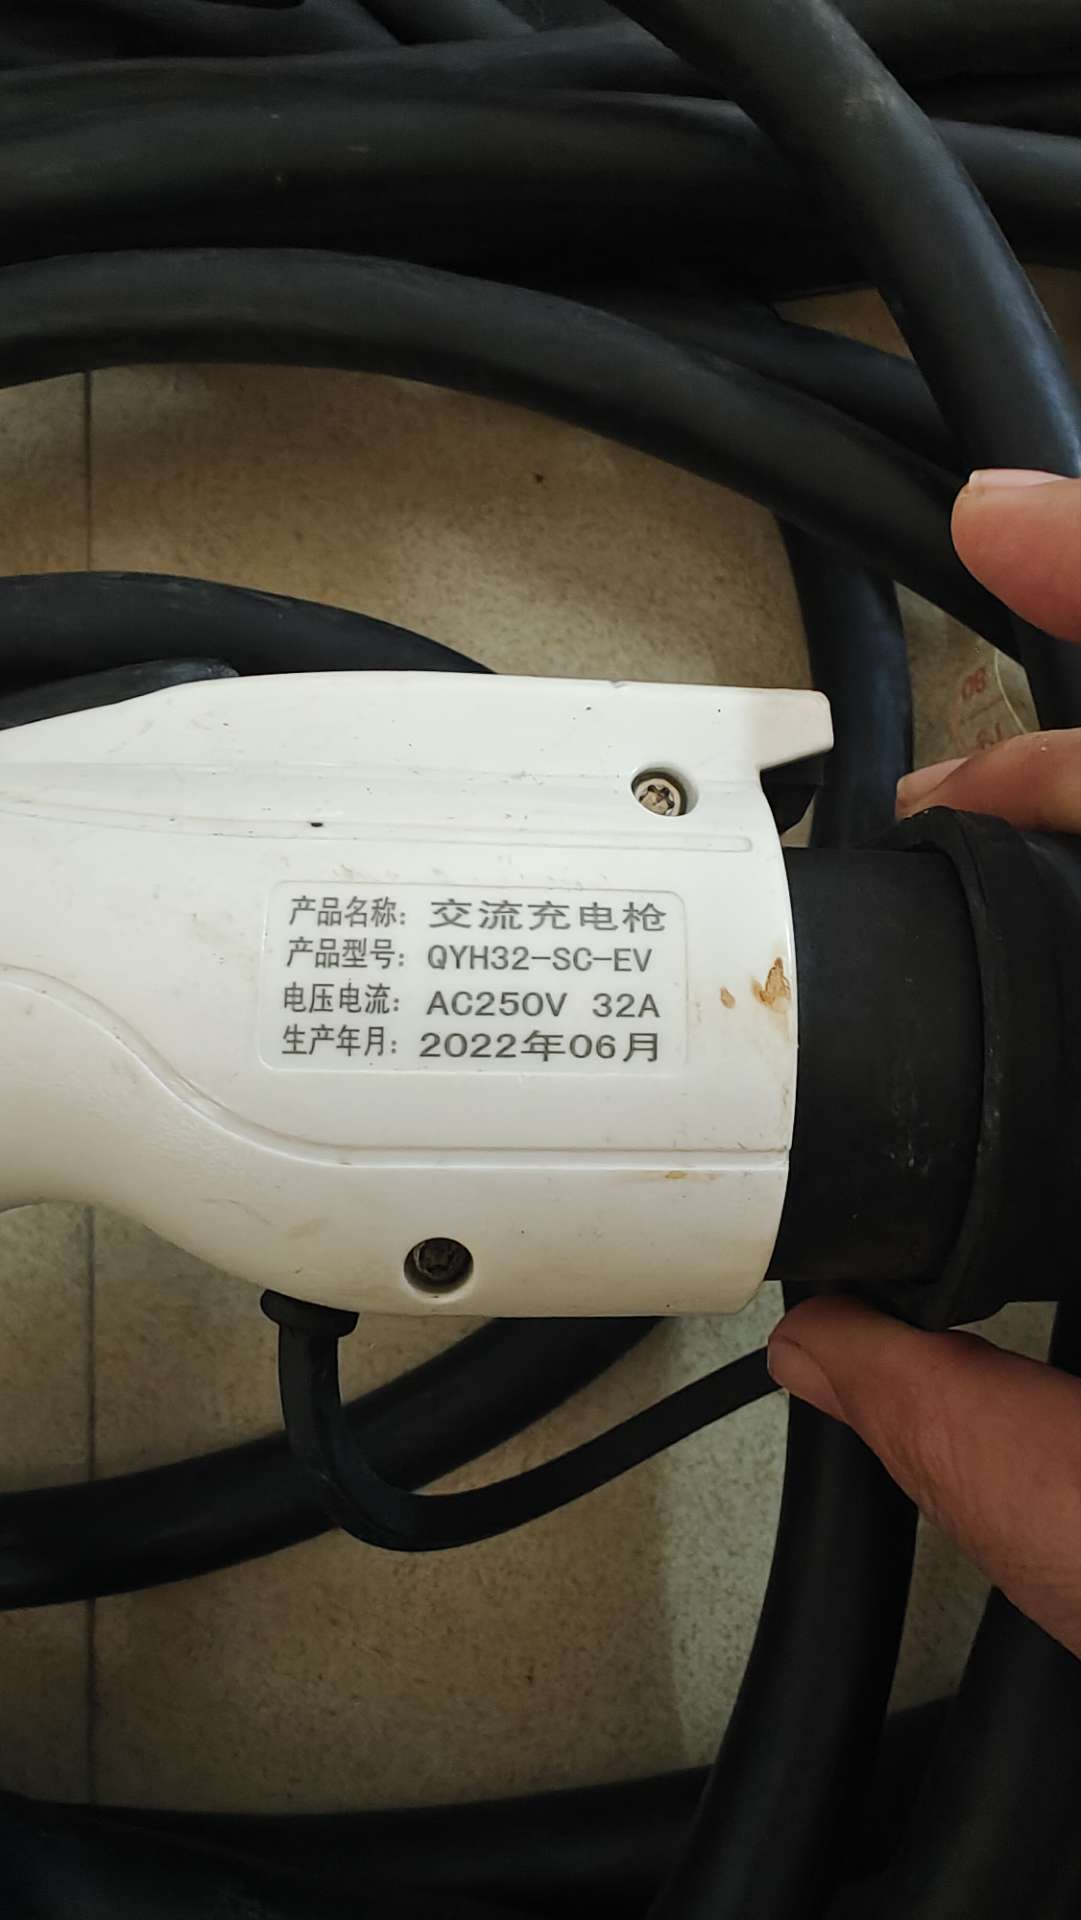 产品名称：交流充电枪
产品型号：QYH32-SC-EV
电压电流：AC250V 32A
生产年月：2022年06月